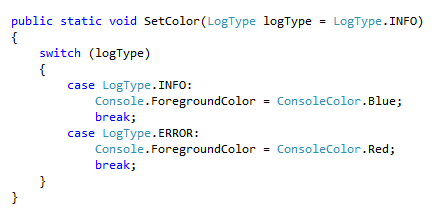 public static void SetColor(LogType logType = LogType.INFO)
{
    switch (logType)
    {
        case LogType.INFO:
            Console.ForegroundColor = ConsoleColor.Blue;
            break;
        case LogType.ERROR:
            Console.ForegroundColor = ConsoleColor.Red;
            break;
    }
}